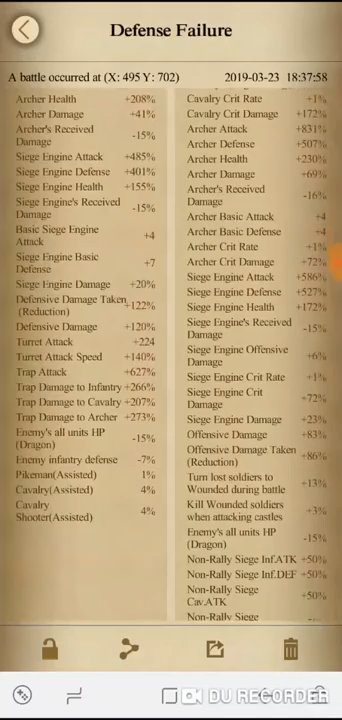 Defense Failure
A battle occurred at (X: 495 Y: 702) 2019-03-23 18:37:58
Archer Health +208%
Archer Damage +41%
Archer's Received
Damage -15%
Siege Engine Attack +485%
Siege Engine Defense +401%
Siege Engine Health +155%
Siege Engine's Received
Damage -15%
Basic Siege Engine
Attack +4
Siege Engine Basic
Defense +7
Siege Engine Damage +20%
Defensive Damage Taken
(Reduction) +122%
Defensive Damage +120%
Turret Attack +224
Turret Attack Speed +140%
Trap Attack +627%
Trap Damage to Infantry +266%
Trap Damage to Cavalry +207%
Trap Damage to Archer +273%
Enemy's all units HP
(Dragon) -15%
Enemy infantry defense -7%
Pikeman(Assisted) 1%
Cavalry(Assisted) 4%
Cavalry
Shooter(Assisted) 4%
Cavalry Crit Rate +1%
Cavalry Crit Damage +172%
Archer Attack +831%
Archer Defense +507%
Archer Health +230%
Archer Damage +69%
Archer's Received
Damage -16%
Archer Basic Attack +4
Archer Basic Defense +4
Archer Crit Rate +1%
Archer Crit Damage +72%
Siege Engine Attack +586%
Siege Engine Defense +527%
Siege Engine Health +172%
Siege Engine's Received
Damage -15%
Siege Engine Offensive
Damage +6%
Siege Engine Crit Rate +1%
Siege Engine Crit
Damage +72%
Siege Engine Damage +23%
Offensive Damage +83%
Offensive Damage Taken
(Reduction) +86%
Turn lost soldiers to
Wounded during battle +13%
Kill Wounded soldiers
when attacking castles +3%
Enemy's all units HP
(Dragon) -15%
Non-Rally Siege Inf.ATK +50%
Non-Rally Siege Inf.DEF +50%
Non-Rally Siege
Cav.ATK +50%
Non-Rally Siege
DU RECORDER